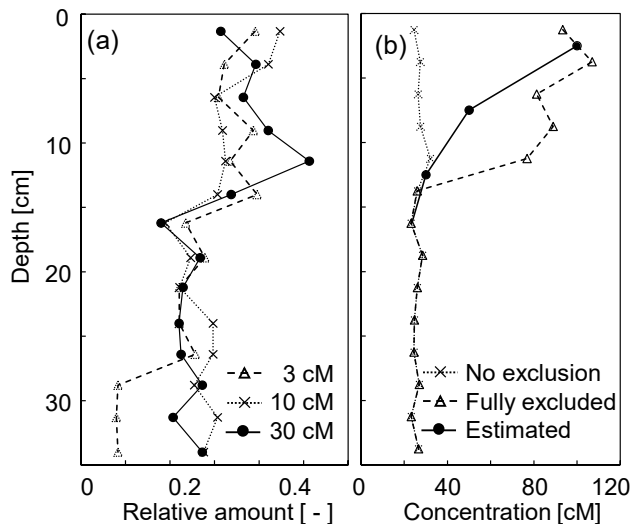 (a)
(b)
0
10
20
30
Depth [cm]
3 cM
10 cM
30 cM
No exclusion
Fully excluded
Estimated
0
0.2
0.4
0
40
80
120
Relative amount [ - ]
Concentration [cM]